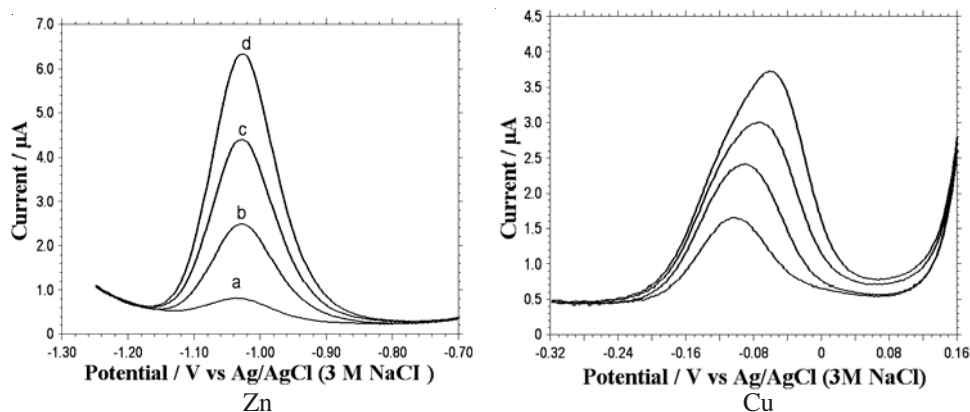 7.0
6.0
5.0
4.0
3.0
2.0
1.0
0
Current / µA
d
c
b
a
-1.30 -1.20 -1.10 -1.00 -0.90 -0.80 -0.70
Potential / V vs Ag/AgCl (3 M NaCl )
Zn
4.5
4.0
3.5
3.0
2.5
2.0
1.5
1.0
0.5
0
Current / µA
-0.32 -0.24 -0.16 -0.08 0 0.08 0.16
Potential / V vs Ag/AgCl (3M NaCl)
Cu